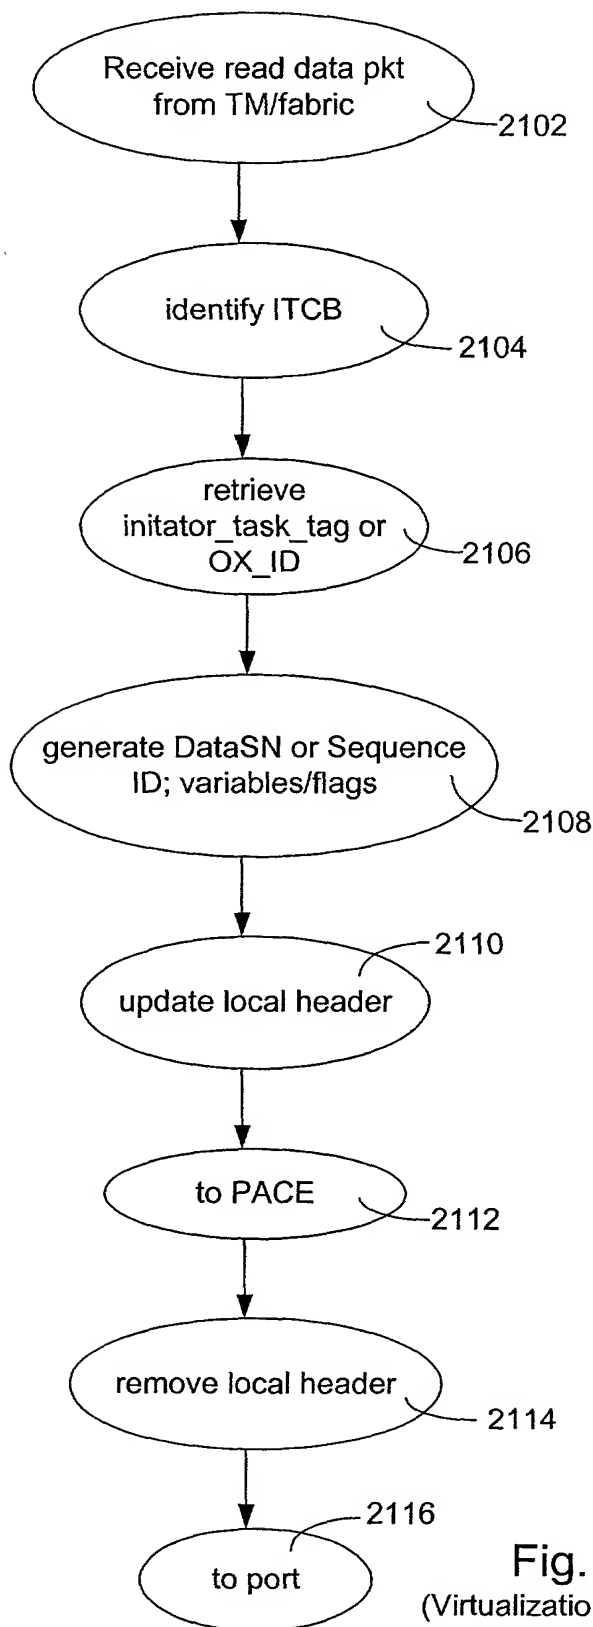 Receive read data pkt
from TM/fabric
2102
identify ITCB
2104
retrieve
initator_task_tag or
OX_ID
2106
generate DataSN or Sequence
ID; variables/flags
2108
2110
update local header
to PACE
2112
remove local header
2114
2116
to port
Fig.
(Virtualizatio